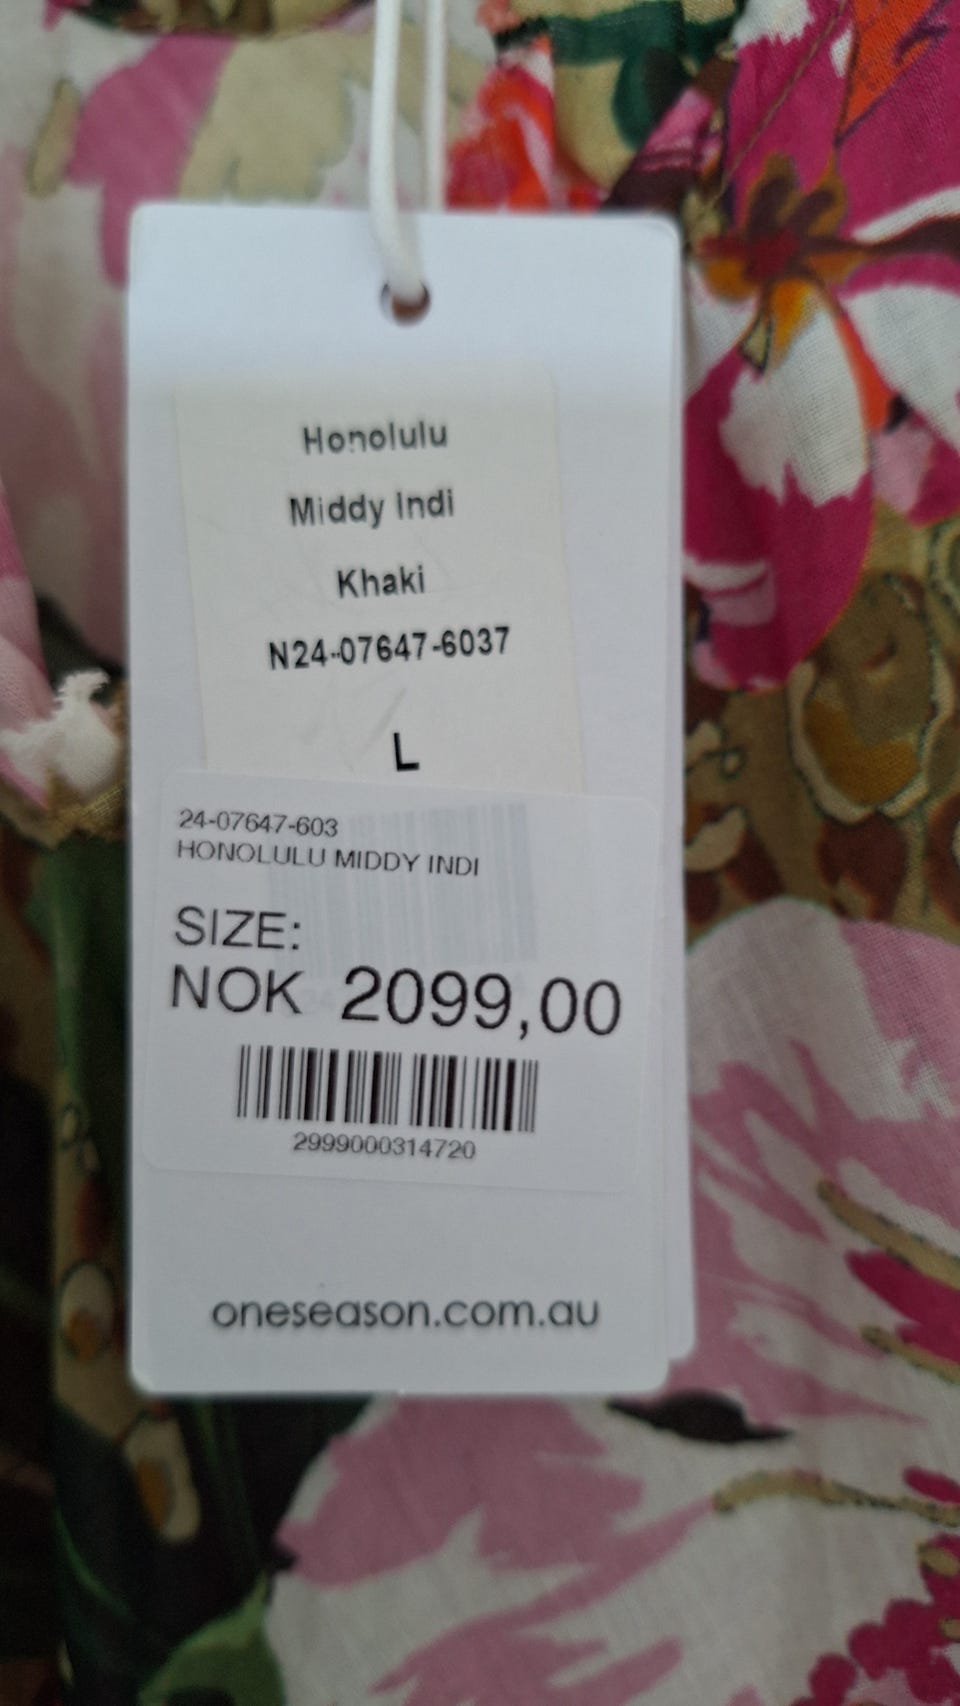 Honolulu
Middy Indi
Khaki
N24-07647-6037
L
24-07647-603
HONOLULU MIDDY INDI
SIZE:
NOK 2099,00
2999000314720
oneseason.com.au